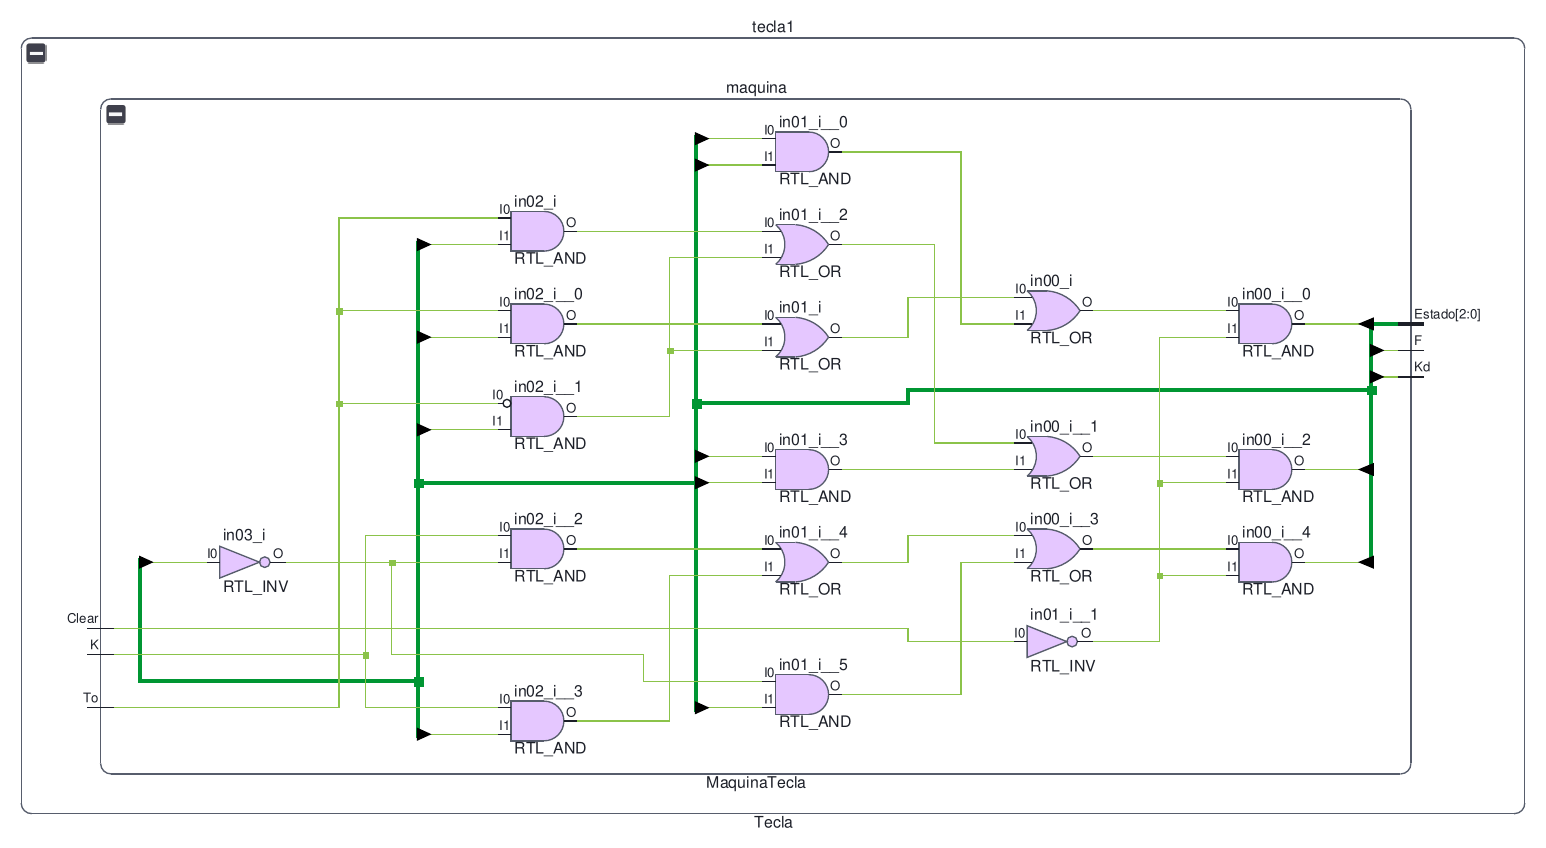 tecla1
maquina
in01_i__0
I0
O
I1
RTL_AND
in02_i
I0
O
I1
RTL_AND
in01_i__2
I0
O
I1
RTL_OR
in02_i__0
I0
O
I1
RTL_AND
in01_i
I0
O
I1
RTL_OR
in00_i
I0
O
I1
RTL_OR
in00_i__0
I0
O
I1
RTL_AND
Estado[2:0]
F
Kd
in02_i__1
I0
O
I1
RTL_AND
in01_i__3
I0
O
I1
RTL_AND
in00_i__1
I0
O
I1
RTL_OR
in00_i__2
I0
O
I1
RTL_AND
in03_i
I0
O
RTL_INV
in02_i__2
I0
O
I1
RTL_AND
in01_i__4
I0
O
I1
RTL_OR
in00_i__3
I0
O
I1
RTL_OR
in00_i__4
I0
O
I1
RTL_AND
Clear
K
To
in01_i__1
I0
O
RTL_INV
in02_i__3
I0
O
I1
RTL_AND
in01_i__5
I0
O
I1
RTL_AND
MaquinaTecla
Tecla